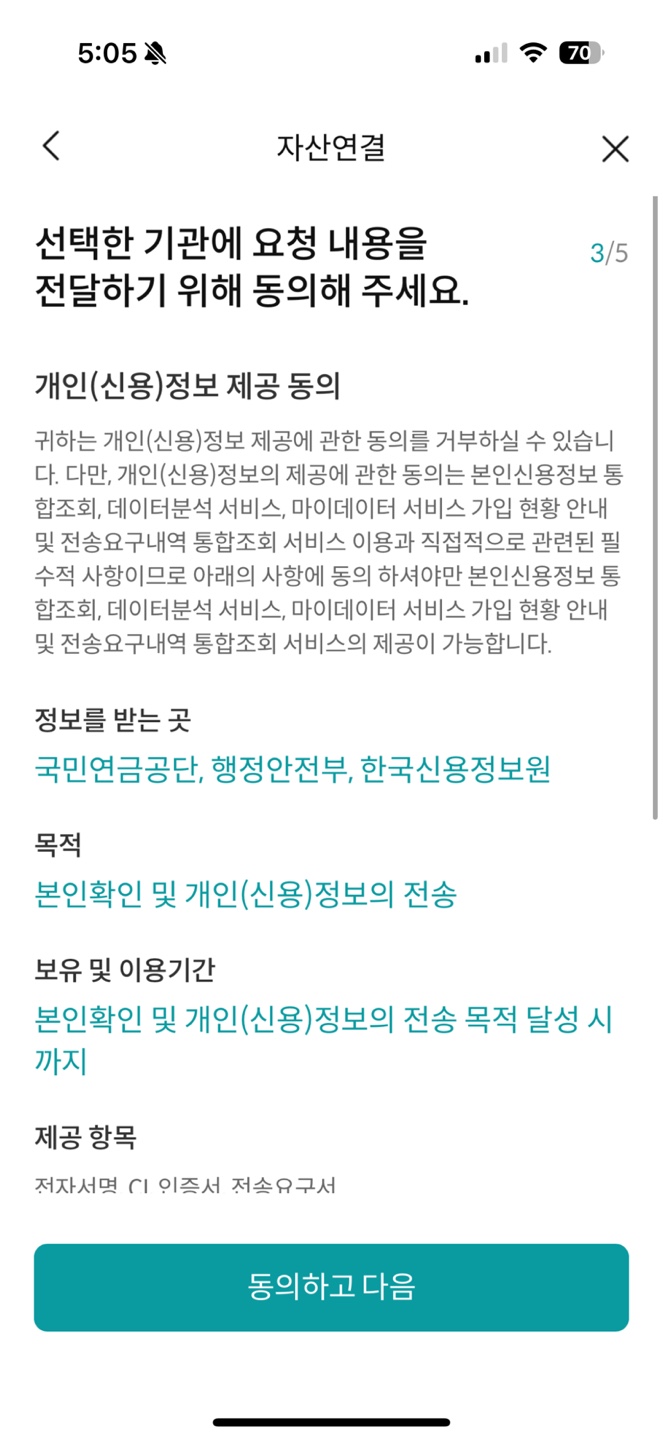 5:05
70
자산연결
선택한 기관에 요청 내용을
3/5
전달하기 위해 동의해 주세요.
개인(신용)정보 제공 동의
귀하는 개인(신용)정보 제공에 관한 동의를 거부하실 수 있습니
다. 다만, 개인(신용)정보의 제공에 관한 동의는 본인신용정보 통
합조회, 데이터분석 서비스, 마이데이터 서비스 가입 현황 안내
및 전송요구내역 통합조회 서비스 이용과 직접적으로 관련된 필
수적 사항이므로 아래의 사항에 동의 하셔야만 본인신용정보 통
합조회, 데이터분석 서비스, 마이데이터 서비스 가입 현황 안내
및 전송요구내역 통합조회 서비스의 제공이 가능합니다.
정보를 받는 곳
국민연금공단, 행정안전부, 한국신용정보원
목적
본인확인 및 개인(신용)정보의 전송
보유 및 이용기간
본인확인 및 개인(신용)정보의 전송 목적 달성 시
까지
제공 항목
전자서명, CI, 인증서, 전송요구서
동의하고 다음